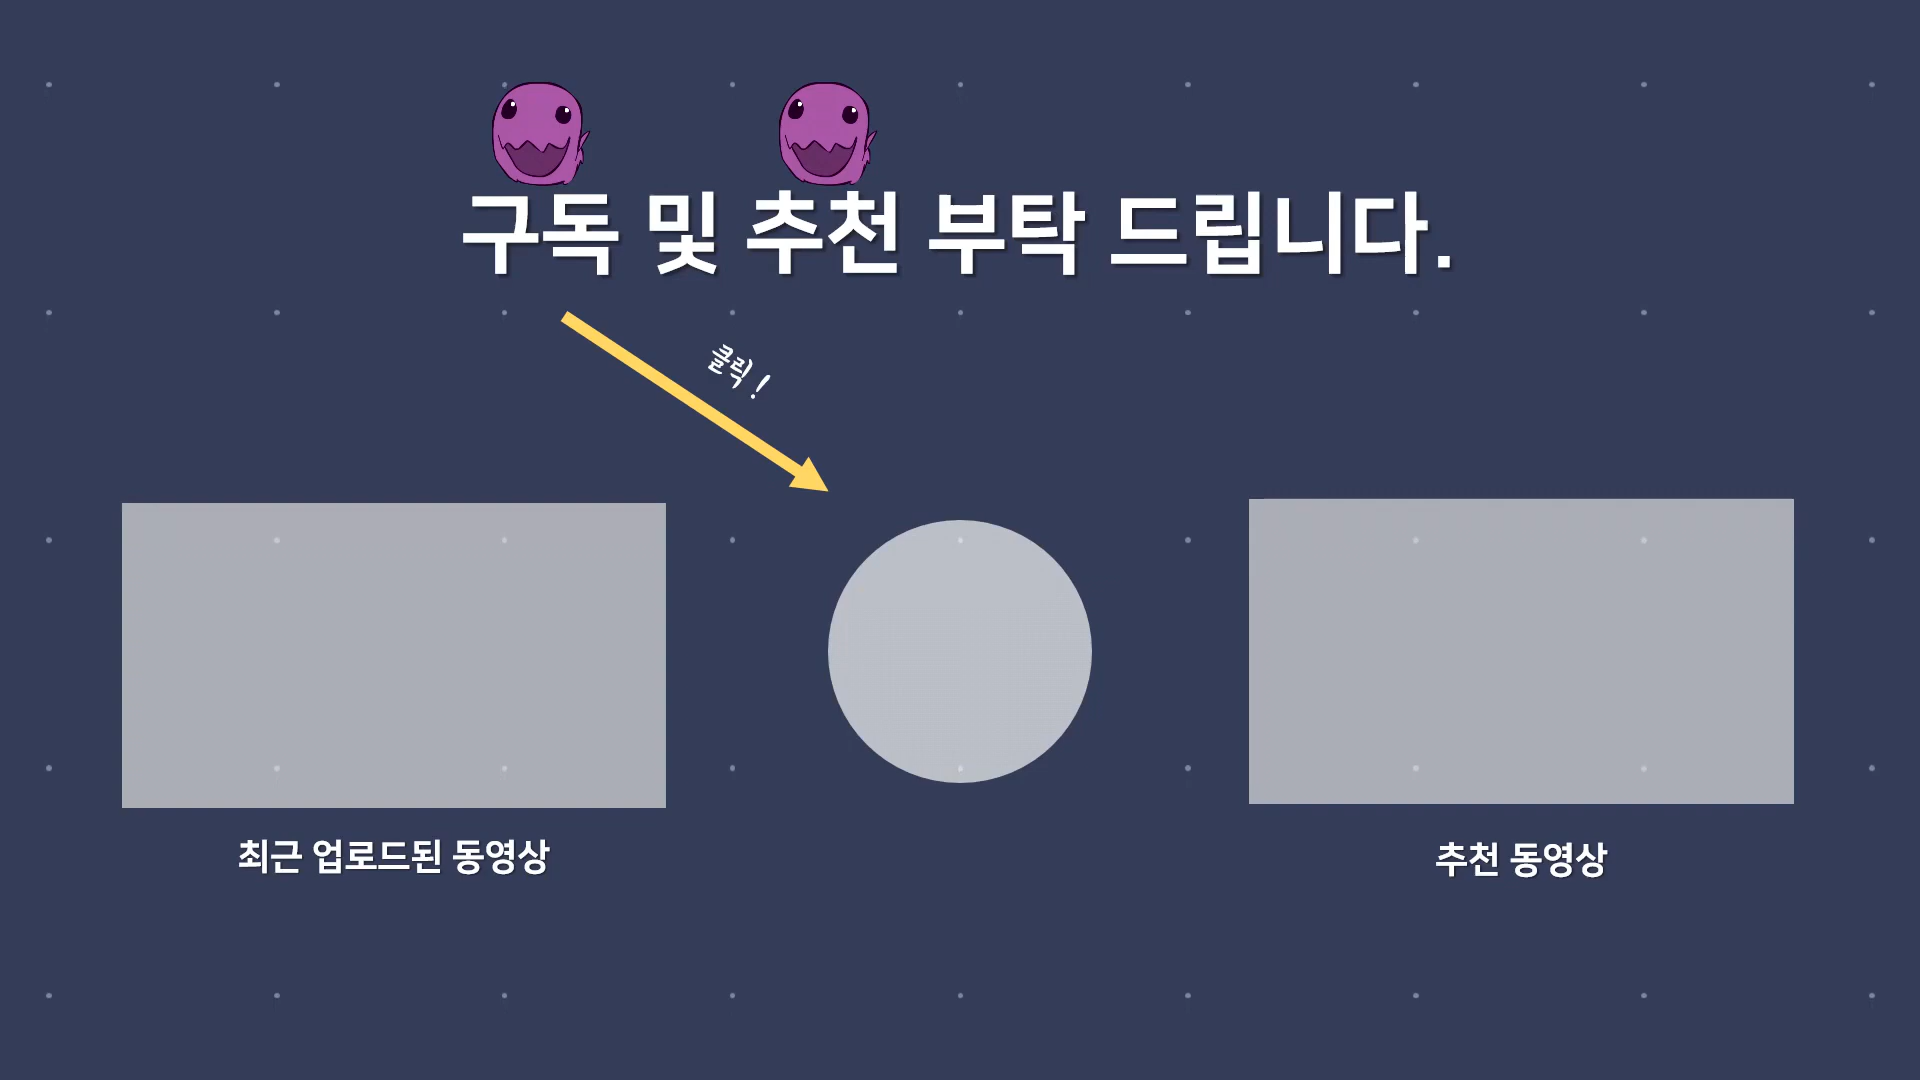 구독 및 추천 부탁 드립니다.
클릭!
최근 업로드된 동영상
추천 동영상